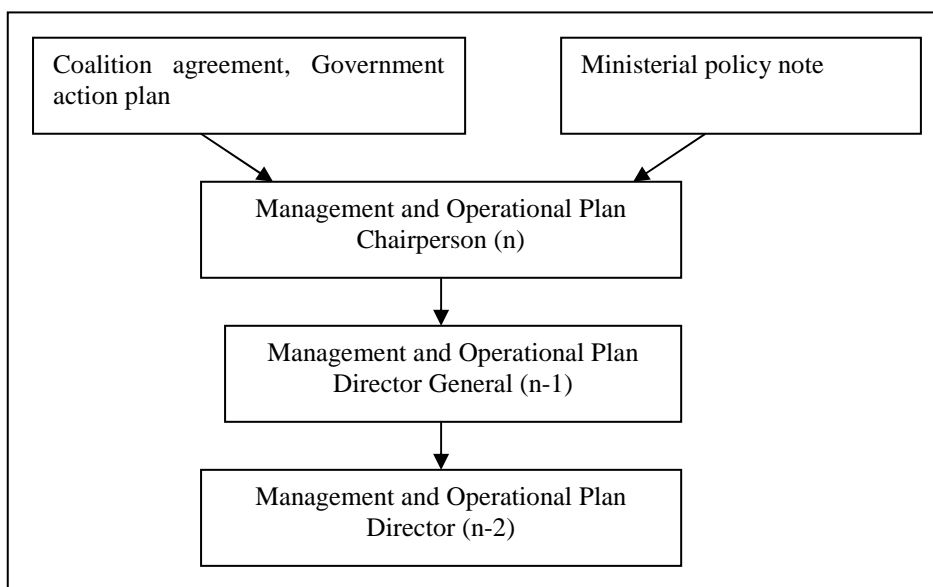 Coalition agreement, Government
action plan
Ministerial policy note
Management and Operational Plan
Chairperson (n)
Management and Operational Plan
Director General (n-1)
Management and Operational Plan
Director (n-2)